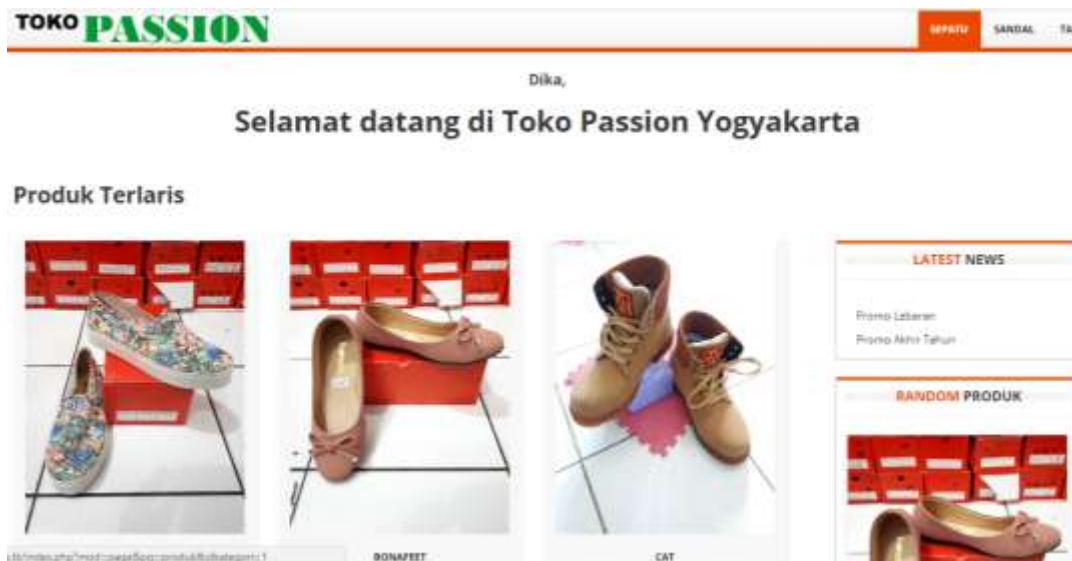 TOKO PASSION
SEPATU SANDAL TA
Dika,
Selamat datang di Toko Passion Yogyakarta
Produk Terlaris
LATEST NEWS
Promo Lebaran
Promo Akhir Tahun
RANDOM PRODUK
BONAFEET
CAT